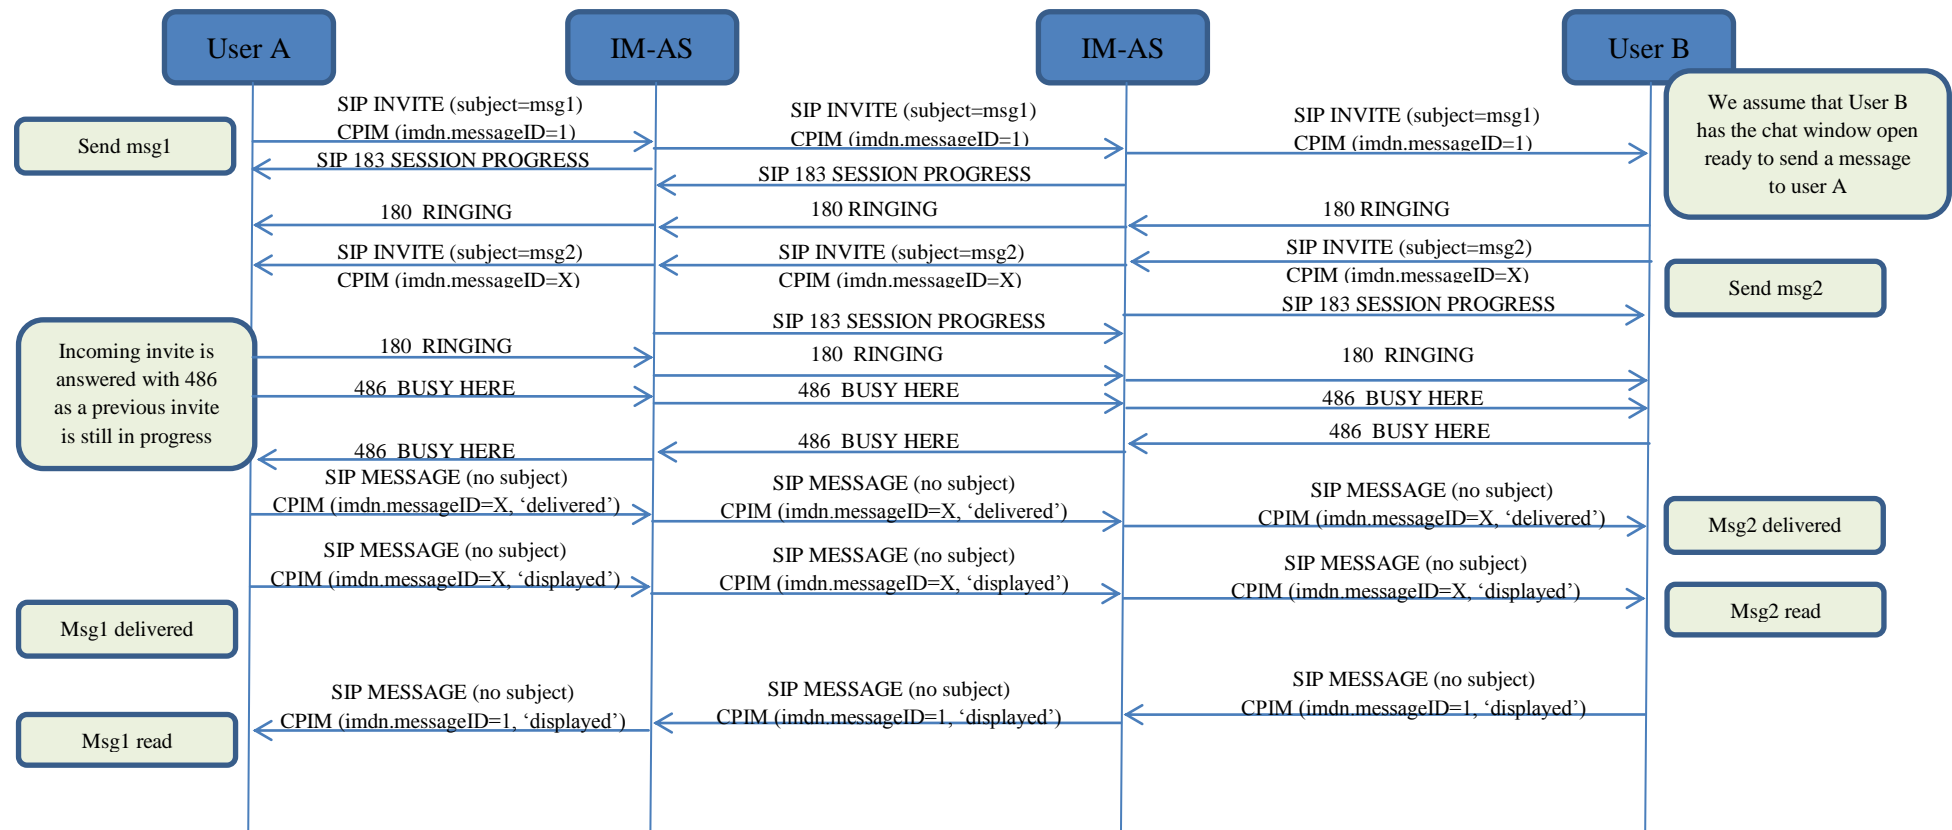 User A
IM-AS
IM-AS
User B
SIP INVITE (subject=msg1)
CPIM (imdn.messageID=1)
SIP INVITE (subject=msg1)
CPIM (imdn.messageID=1)
SIP INVITE (subject=msg1)
CPIM (imdn.messageID=1)
Send msg1
We assume that User B
has the chat window open
ready to send a message
to user A
SIP 183 SESSION PROGRESS
SIP 183 SESSION PROGRESS
180 RINGING
180 RINGING
180 RINGING
SIP INVITE (subject=msg2)
CPIM (imdn.messageID=X)
SIP INVITE (subject=msg2)
CPIM (imdn.messageID=X)
SIP INVITE (subject=msg2)
CPIM (imdn.messageID=X)
Send msg2
SIP 183 SESSION PROGRESS
SIP 183 SESSION PROGRESS
Incoming invite is
answered with 486
as a previous invite
is still in progress
180 RINGING
180 RINGING
180 RINGING
486 BUSY HERE
486 BUSY HERE
486 BUSY HERE
486 BUSY HERE
486 BUSY HERE
486 BUSY HERE
SIP MESSAGE (no subject)
CPIM (imdn.messageID=X, ‘delivered’)
SIP MESSAGE (no subject)
CPIM (imdn.messageID=X, ‘delivered’)
SIP MESSAGE (no subject)
CPIM (imdn.messageID=X, ‘delivered’)
Msg2 delivered
SIP MESSAGE (no subject)
CPIM (imdn.messageID=X, ‘displayed’)
SIP MESSAGE (no subject)
CPIM (imdn.messageID=X, ‘displayed’)
SIP MESSAGE (no subject)
CPIM (imdn.messageID=X, ‘displayed’)
Msg2 read
Msg1 delivered
SIP MESSAGE (no subject)
CPIM (imdn.messageID=1, ‘displayed’)
SIP MESSAGE (no subject)
CPIM (imdn.messageID=1, ‘displayed’)
SIP MESSAGE (no subject)
CPIM (imdn.messageID=1, ‘displayed’)
Msg1 read